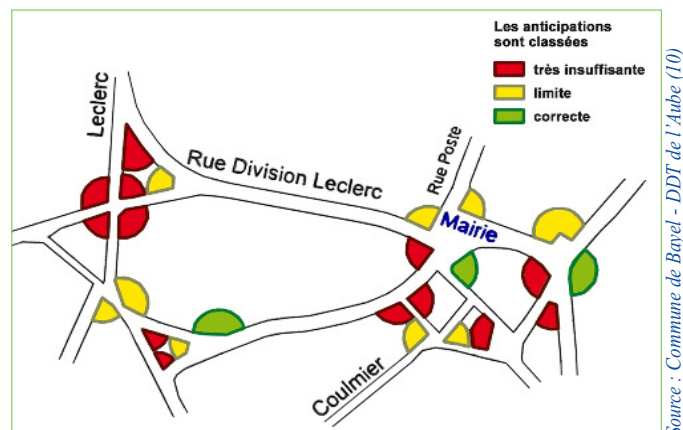 Les anticipations
sont classées
très insuffisante
limite
correcte
Leclerc
Rue Division Leclerc
Rue Poste
Mairie
Coulmier
Source : Commune de Bayel - DDT de l'Aube (10)